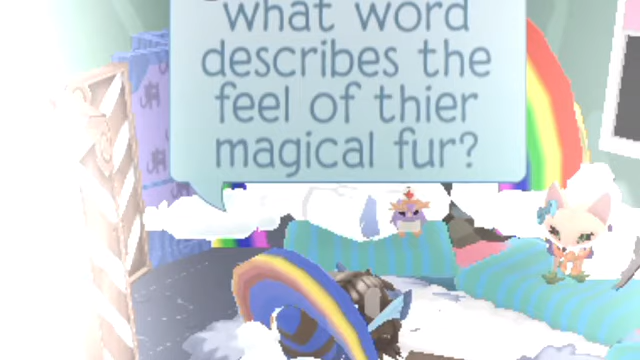 what word
describes the
feel of thier
magical fur?